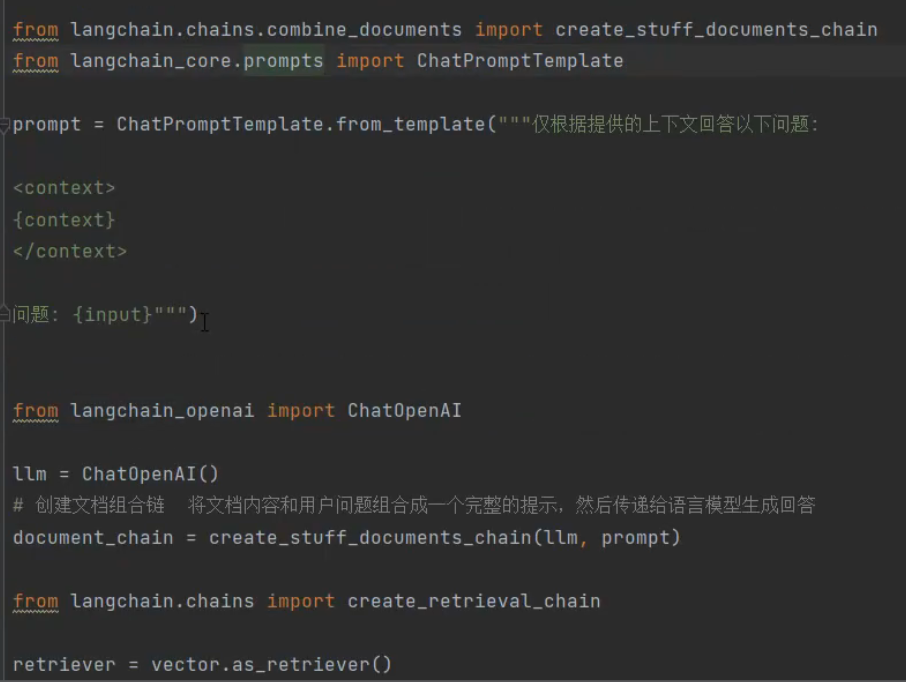 from langchain.chains.combine_documents import create_stuff_documents_chain
from langchain_core.prompts import ChatPromptTemplate
prompt = ChatPromptTemplate.from_template("""仅根据提供的上下文回答以下问题:
<context>
{context}
</context>
问题: {input}""")
from langchain_openai import ChatOpenAI
llm = ChatOpenAI()
# 创建文档组合链  将文档内容和用户问题组合成一个完整的提示，然后传递给语言模型生成回答
document_chain = create_stuff_documents_chain(llm, prompt)
from langchain.chains import create_retrieval_chain
retriever = vector.as_retriever()